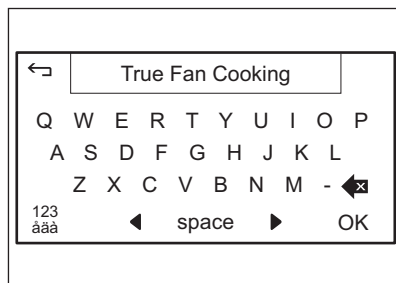 True Fan Cooking
Q W E R T Y U I O P
A S D F G H J K L
Z X C V B N M -
123
åäà
space
OK